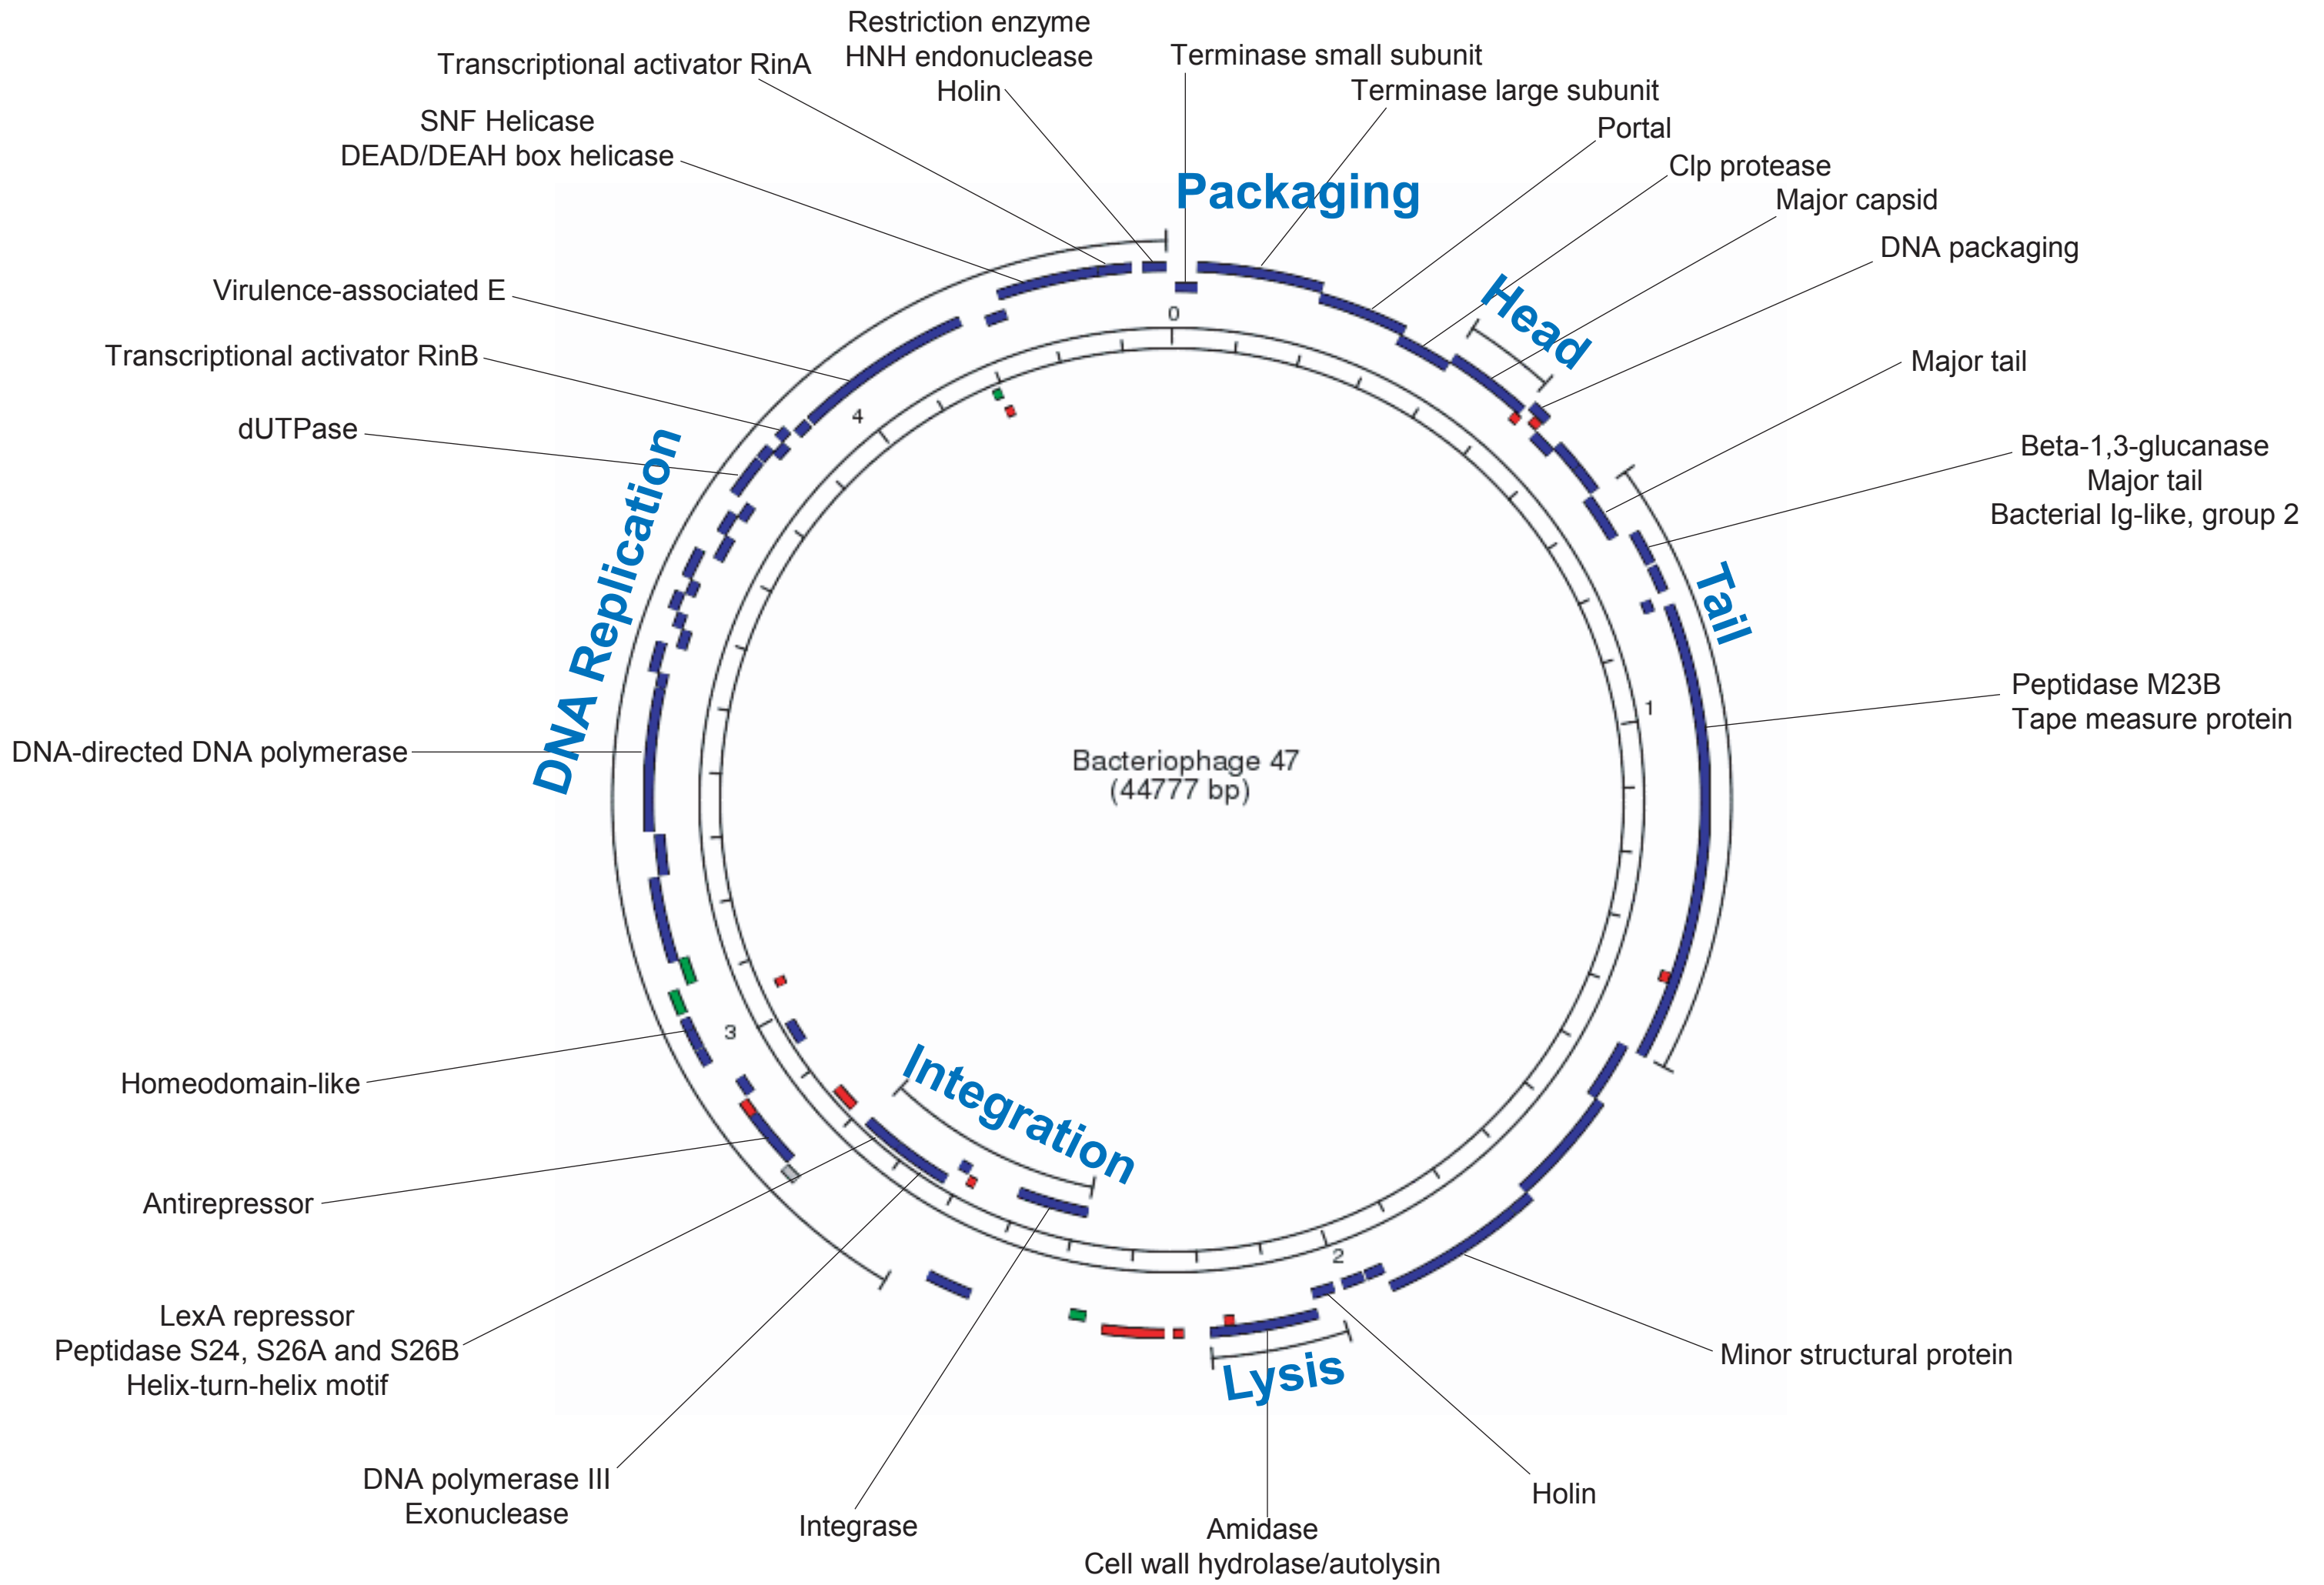 Restriction enzyme
HNH endonuclease
Holin
Transcriptional activator RinA
SNF Helicase
DEAD/DEAH box helicase
Virulence-associated E
Transcriptional activator RinB
dUTPase
DNA-directed DNA polymerase
Homeodomain-like
Antirepressor
LexA repressor
Peptidase S24, S26A and S26B
Helix-turn-helix motif
DNA polymerase III
Exonuclease
Integrase
Amidase
Cell wall hydrolase/autolysin
Holin
Minor structural protein
Peptidase M23B
Tape measure protein
Beta-1,3-glucanase
Major tail
Bacterial Ig-like, group 2
Major tail
DNA packaging
Major capsid
Clp protease
Portal
Terminase large subunit
Terminase small subunit
Packaging
Head
Tail
Lysis
Integration
DNA Replication
0
1
2
3
4
Bacteriophage 47
(44777 bp)